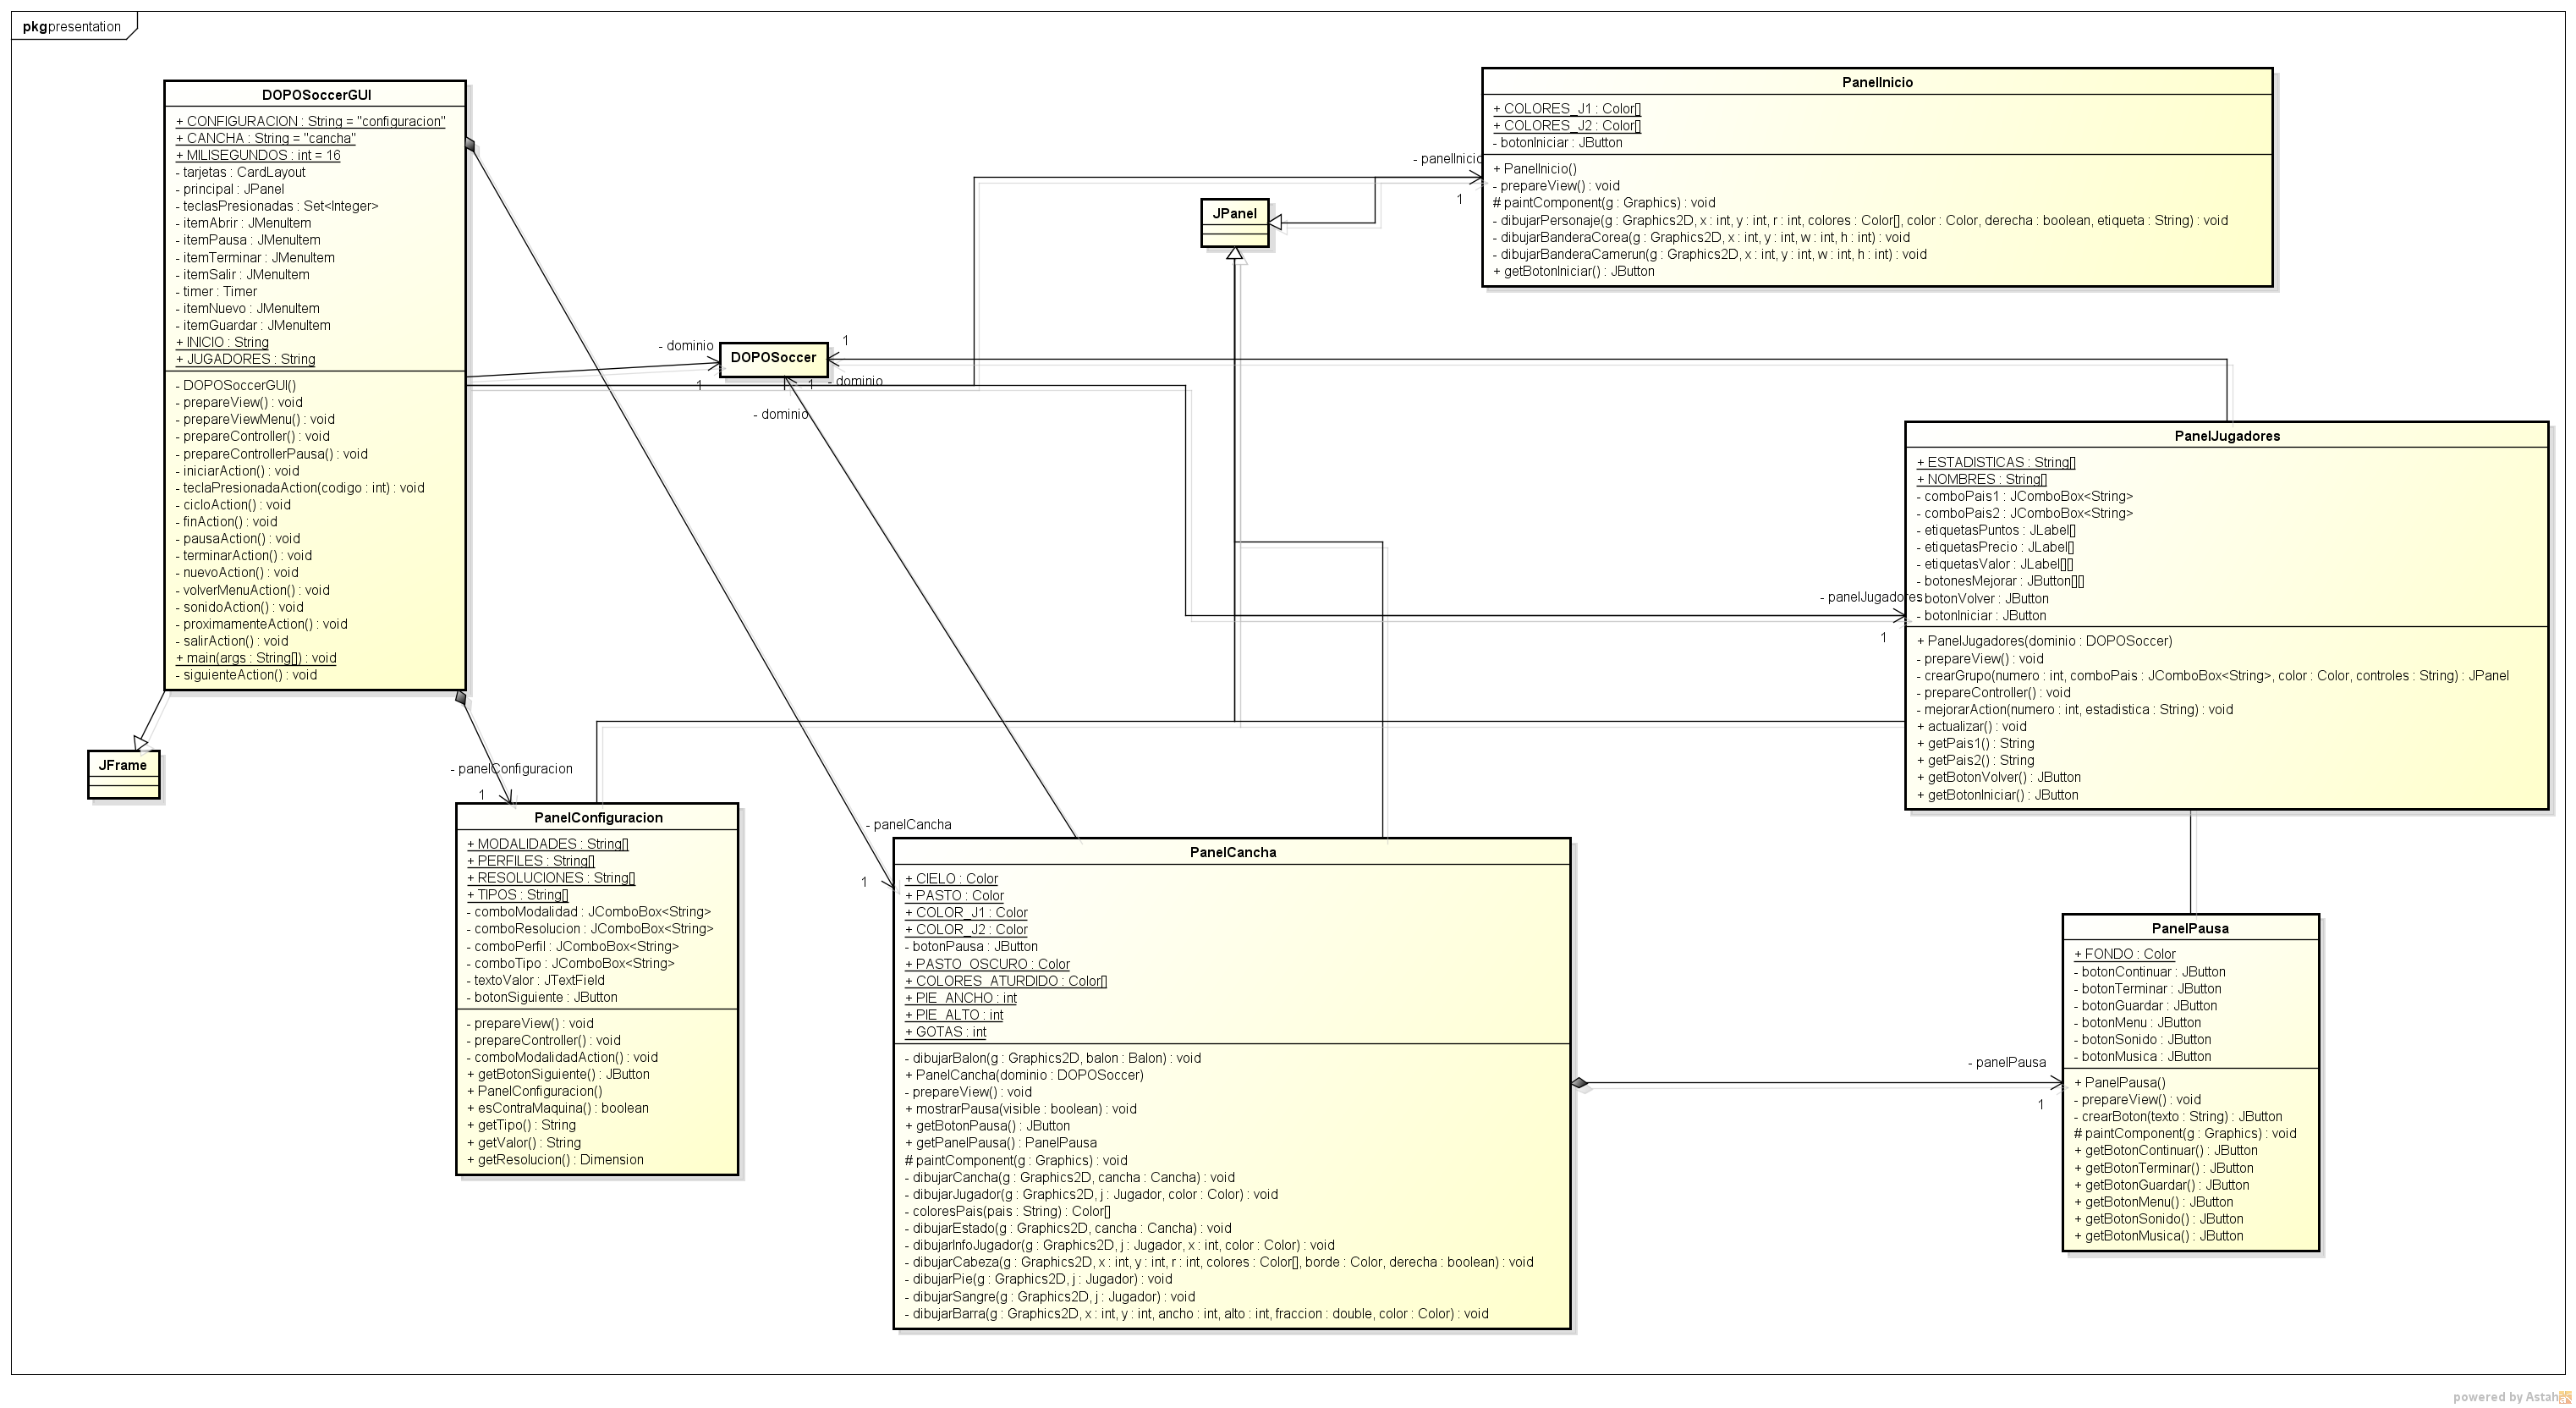 pkg presentation
DOPOSoccerGUI
+ CONFIGURACION : String = "configuracion"
+ CANCHA : String = "cancha"
+ MILISEGUNDOS : int = 16
- tarjetas : CardLayout
- principal : JPanel
- teclasPresionadas : Set<Integer>
- itemAbrir : JMenuItem
- itemPausa : JMenuItem
- itemTerminar : JMenuItem
- itemSalir : JMenuItem
- timer : Timer
- itemNuevo : JMenuItem
- itemGuardar : JMenuItem
+ INICIO : String
+ JUGADORES : String
- DOPOSoccerGUI()
- prepareView() : void
- prepareViewMenu() : void
- prepareController() : void
- prepareControllerPausa() : void
- iniciarAction() : void
- teclaPresionadaAction(codigo : int) : void
- cicloAction() : void
- finAction() : void
- pausaAction() : void
- terminarAction() : void
- nuevoAction() : void
- volverMenuAction() : void
- sonidoAction() : void
- proximamenteAction() : void
- salirAction() : void
+ main(args : String[]) : void
- siguienteAction() : void
PanelInicio
+ COLORES_J1 : Color[]
+ COLORES_J2 : Color[]
- botonIniciar : JButton
+ PanelInicio()
- prepareView() : void
# paintComponent(g : Graphics) : void
- dibujarPersonaje(g : Graphics2D, x : int, y : int, r : int, colores : Color[], color : Color, derecha : boolean, etiqueta : String) : void
- dibujarBanderaCorea(g : Graphics2D, x : int, y : int, w : int, h : int) : void
- dibujarBanderaCamerun(g : Graphics2D, x : int, y : int, w : int, h : int) : void
+ getBotonIniciar() : JButton
- panelInicio
1
JPanel
- dominio
1
DOPOSoccer
1
- dominio
1
- dominio
PanelJugadores
+ ESTADISTICAS : String[]
+ NOMBRES : String[]
- comboPais1 : JComboBox<String>
- comboPais2 : JComboBox<String>
- etiquetasPuntos : JLabel[]
- etiquetasPrecio : JLabel[]
- etiquetasValor : JLabel[][]
- botonesMejorar : JButton[][]
- botonVolver : JButton
- botonIniciar : JButton
+ PanelJugadores(dominio : DOPOSoccer)
- prepareView() : void
- crearGrupo(numero : int, comboPais : JComboBox<String>, color : Color, controles : String) : JPanel
- prepareController() : void
- mejorarAction(numero : int, estadistica : String) : void
+ actualizar() : void
+ getPais1() : String
+ getPais2() : String
+ getBotonVolver() : JButton
+ getBotonIniciar() : JButton
- panelJugadores
1
JFrame
- panelConfiguracion
1
PanelConfiguracion
+ MODALIDADES : String[]
+ PERFILES : String[]
+ RESOLUCIONES : String[]
+ TIPOS : String[]
- comboModalidad : JComboBox<String>
- comboResolucion : JComboBox<String>
- comboPerfil : JComboBox<String>
- comboTipo : JComboBox<String>
- textoValor : JTextField
- botonSiguiente : JButton
- prepareView() : void
- prepareController() : void
- comboModalidadAction() : void
+ getBotonSiguiente() : JButton
+ PanelConfiguracion()
+ esContraMaquina() : boolean
+ getTipo() : String
+ getValor() : String
+ getResolucion() : Dimension
- panelCancha
1
PanelCancha
+ CIELO : Color
+ PASTO : Color
+ COLOR_J1 : Color
+ COLOR_J2 : Color
- botonPausa : JButton
+ PASTO_OSCURO : Color
+ COLORES_ATURDIDO : Color[]
+ PIE_ANCHO : int
+ PIE_ALTO : int
+ GOTAS : int
- dibujarBalon(g : Graphics2D, balon : Balon) : void
+ PanelCancha(dominio : DOPOSoccer)
- prepareView() : void
+ mostrarPausa(visible : boolean) : void
+ getBotonPausa() : JButton
+ getPanelPausa() : PanelPausa
# paintComponent(g : Graphics) : void
- dibujarCancha(g : Graphics2D, cancha : Cancha) : void
- dibujarJugador(g : Graphics2D, j : Jugador, color : Color) : void
- coloresPais(pais : String) : Color[]
- dibujarEstado(g : Graphics2D, cancha : Cancha) : void
- dibujarInfoJugador(g : Graphics2D, j : Jugador, x : int, color : Color) : void
- dibujarCabeza(g : Graphics2D, x : int, y : int, r : int, colores : Color[], borde : Color, derecha : boolean) : void
- dibujarPie(g : Graphics2D, j : Jugador) : void
- dibujarSangre(g : Graphics2D, j : Jugador) : void
- dibujarBarra(g : Graphics2D, x : int, y : int, ancho : int, alto : int, fraccion : double, color : Color) : void
- panelPausa
1
PanelPausa
+ FONDO : Color
- botonContinuar : JButton
- botonTerminar : JButton
- botonGuardar : JButton
- botonMenu : JButton
- botonSonido : JButton
- botonMusica : JButton
+ PanelPausa()
- prepareView() : void
- crearBoton(texto : String) : JButton
# paintComponent(g : Graphics) : void
+ getBotonContinuar() : JButton
+ getBotonTerminar() : JButton
+ getBotonGuardar() : JButton
+ getBotonMenu() : JButton
+ getBotonSonido() : JButton
+ getBotonMusica() : JButton
powered by Astah